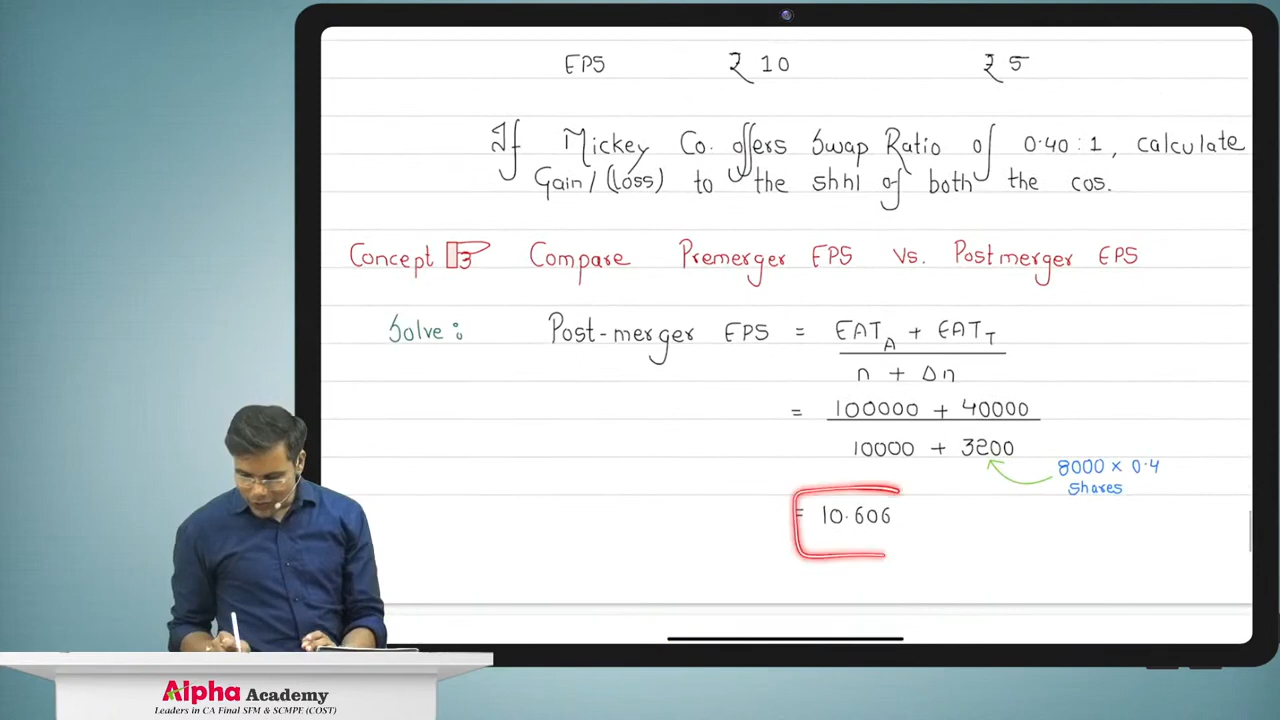 EPS ₹ 10 ₹ 5
If Mickey Co. offers Swap Ratio of 0.40 : 1, calculate
Gain / (Loss) to the shhl of both the cos.
Concept Compare Premerger EPS Vs. Postmerger EPS
Solve : Post-merger EPS = EAT_A + EAT_T
n + Δn
= 100000 + 40000
10000 + 3200
8000 × 0.4
shares
= 10.606
Alpha Academy
Leaders in CA Final SFM & SCMPE (COST)